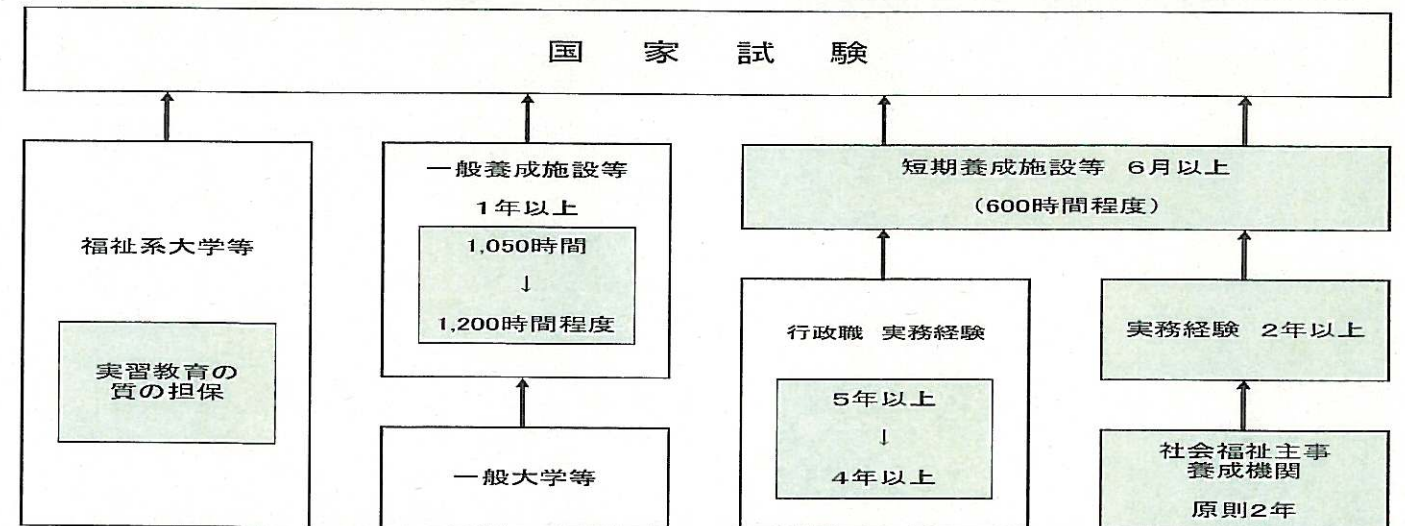 国家試験
福祉系大学等
実習教育の
質の担保
一般養成施設等
1年以上
1,050時間
↓
1,200時間程度
一般大学等
短期養成施設等 6月以上
（600時間程度）
行政職 実務経験
5年以上
↓
4年以上
実務経験 2年以上
社会福祉主事
養成機関
原則2年